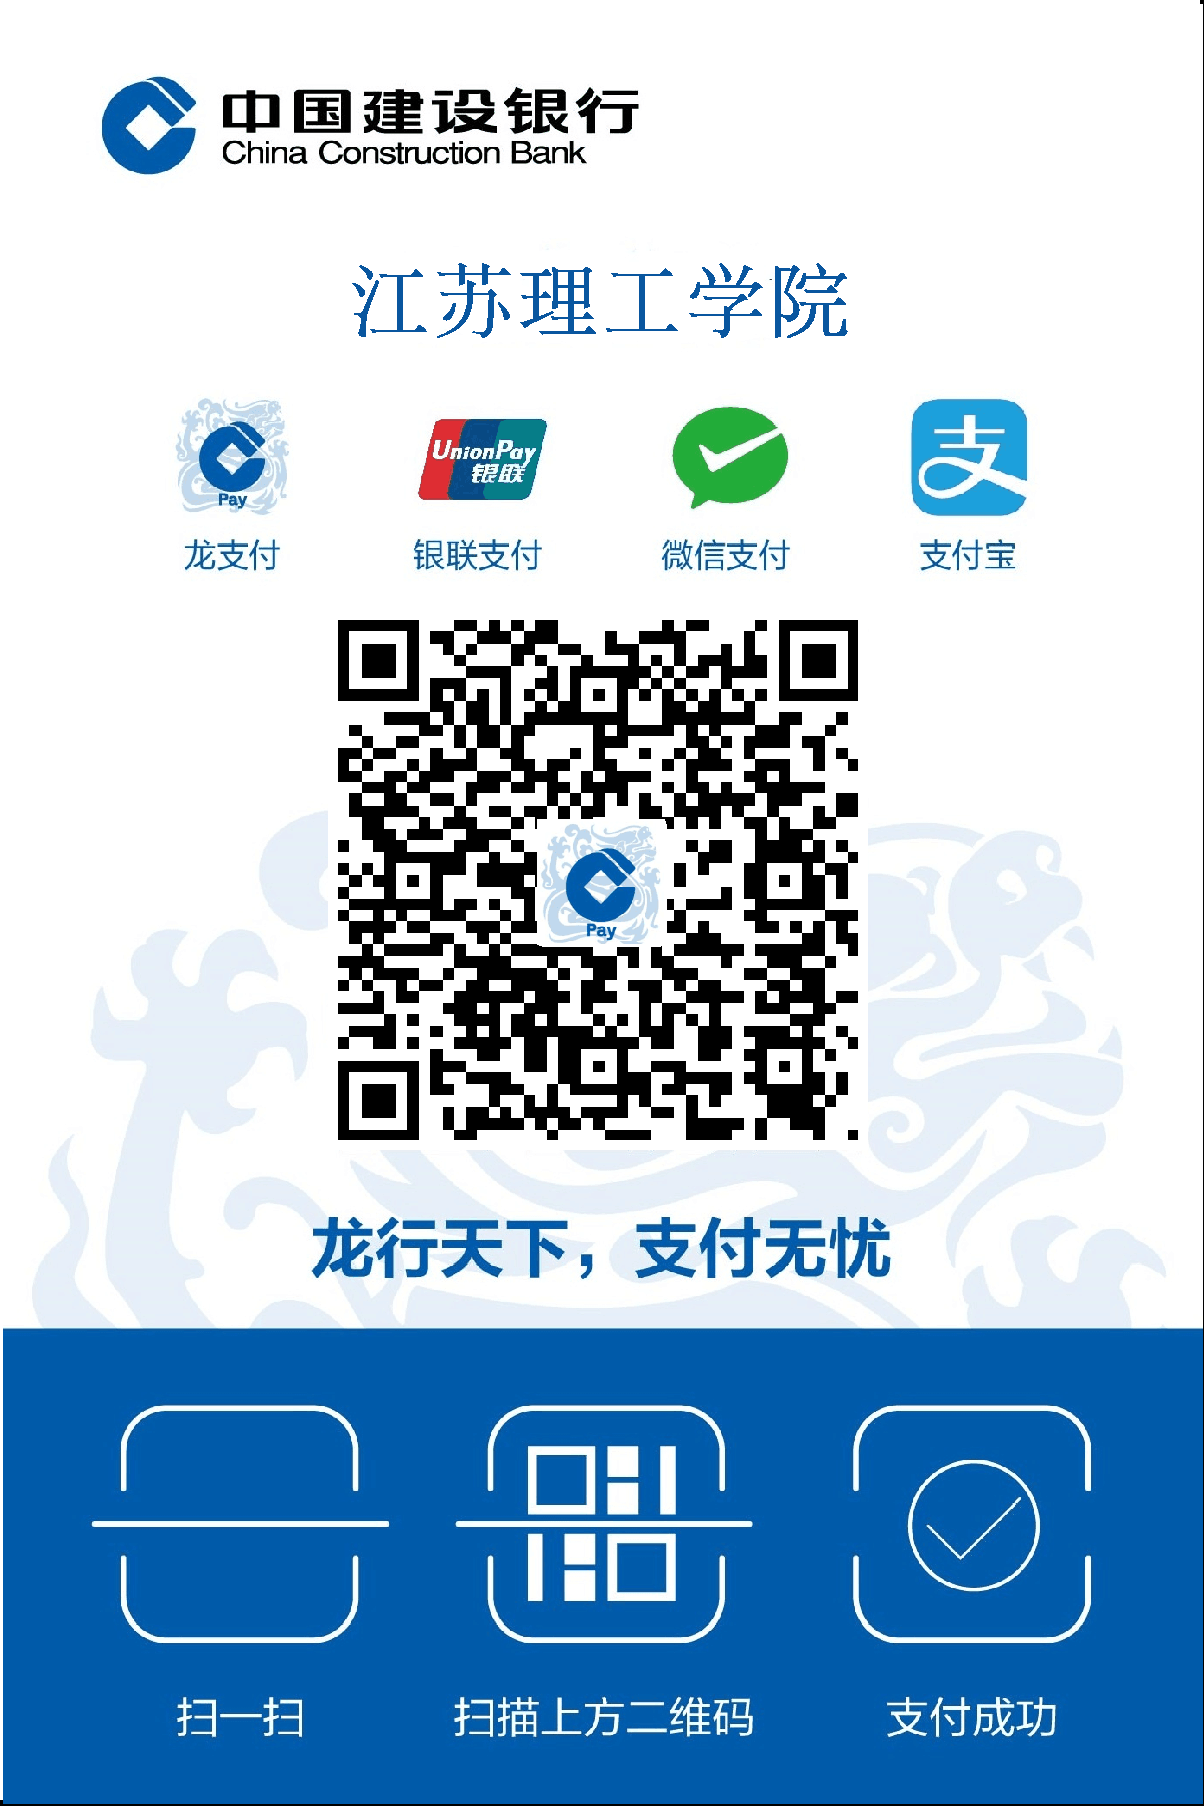 中国建设银行
China Construction Bank
江苏理工学院
Pay
UnionPay
银联
支
龙支付
银联支付
微信支付
支付宝
Pay
龙行天下，支付无忧
扫一扫
扫描上方二维码
支付成功